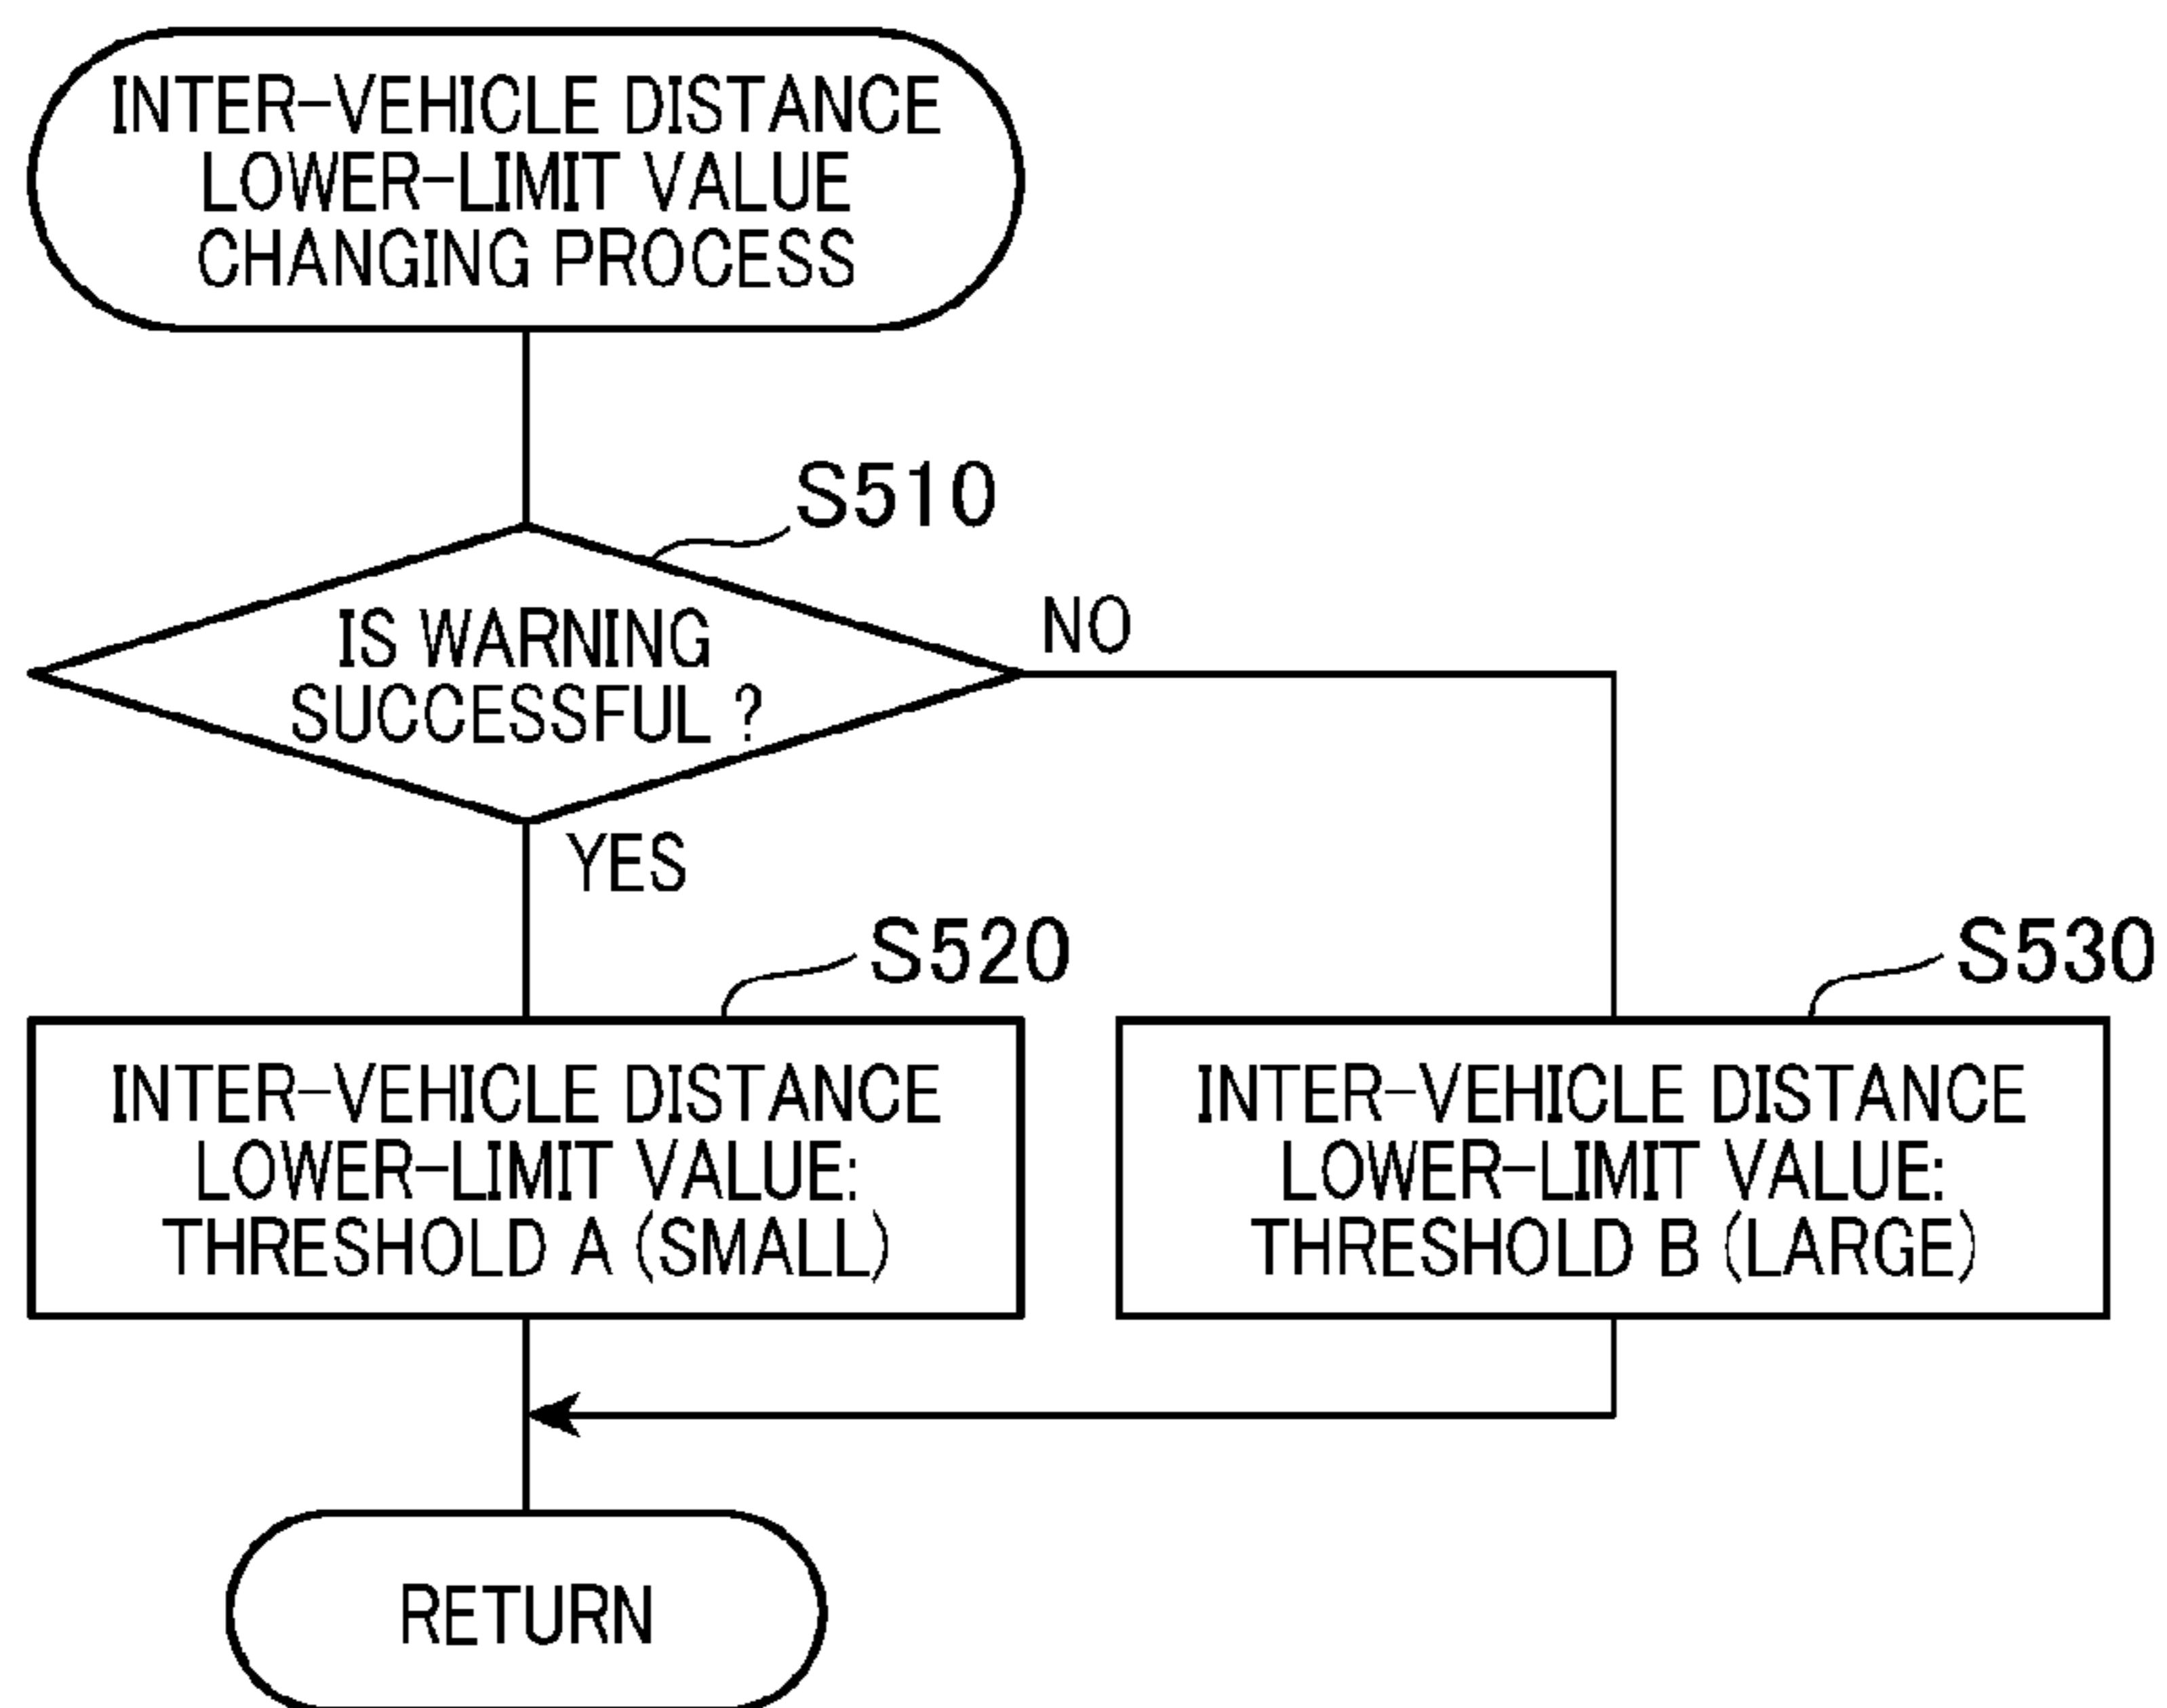 INTER-VEHICLE DISTANCE
LOWER-LIMIT VALUE
CHANGING PROCESS
S510
IS WARNING
SUCCESSFUL ?
NO
YES
S520
INTER-VEHICLE DISTANCE
LOWER-LIMIT VALUE:
THRESHOLD A (SMALL)
S530
INTER-VEHICLE DISTANCE
LOWER-LIMIT VALUE:
THRESHOLD B (LARGE)
RETURN